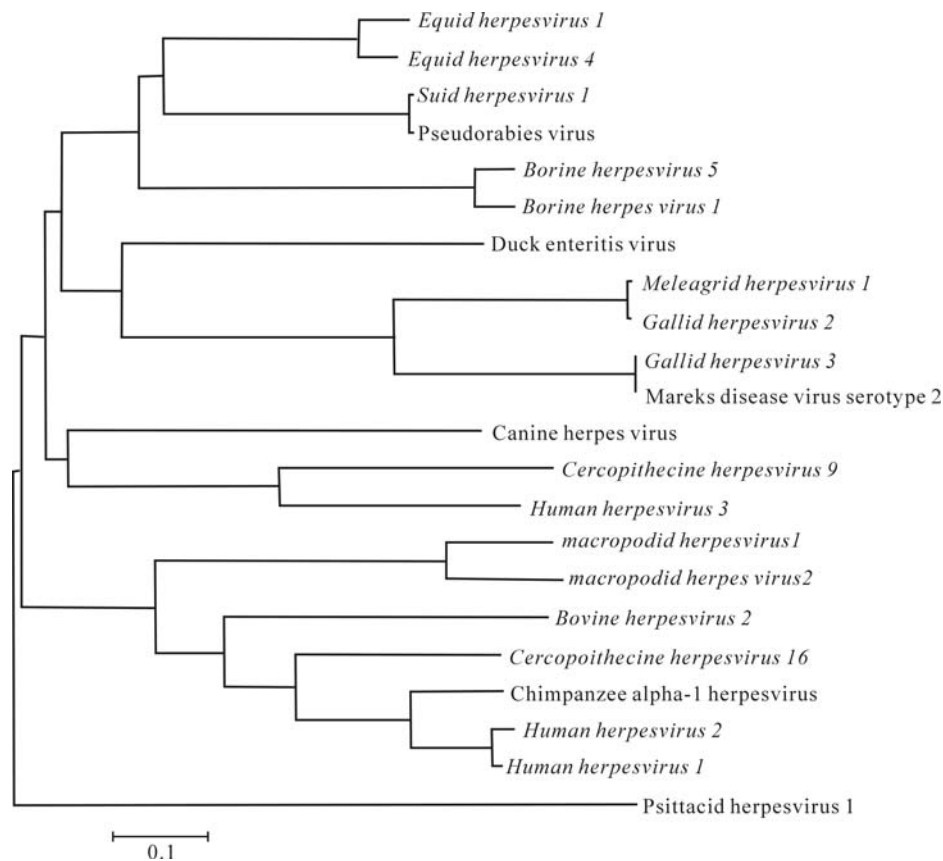 Equid herpesvirus 1
Equid herpesvirus 4
Suid herpesvirus 1
Pseudorabies virus
Borine herpesvirus 5
Borine herpes virus 1
Duck enteritis virus
Meleagrid herpesvirus 1
Gallid herpesvirus 2
Gallid herpesvirus 3
Mareks disease virus serotype 2
Canine herpes virus
Cercopithecine herpesvirus 9
Human herpesvirus 3
macropodid herpesvirus1
macropodid herpes virus2
Bovine herpesvirus 2
Cercopoithecine herpesvirus 16
Chimpanzee alpha-1 herpesvirus
Human herpesvirus 2
Human herpesvirus 1
Psittacid herpesvirus 1
0.1